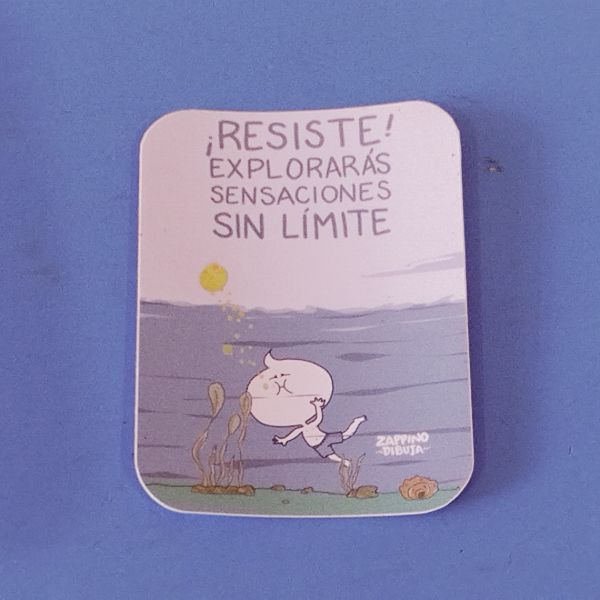 ¡RESISTE!
EXPLORARÁS
SENSACIONES
SIN LÍMITE
ZAPPINO
-DIBUJA-